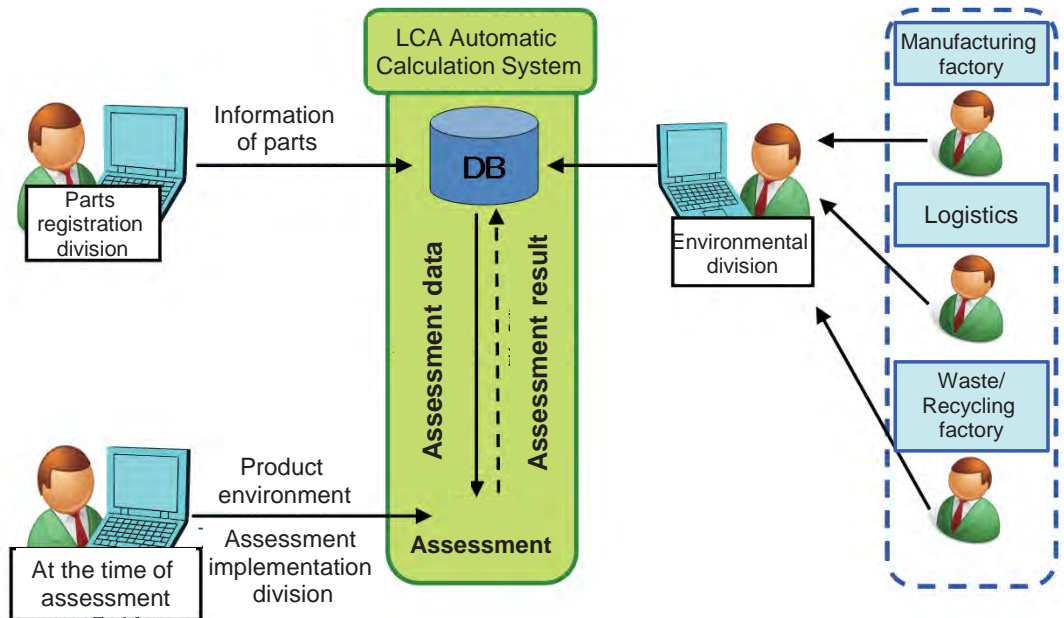 LCA Automatic
Calculation System
Information
of parts
DB
Parts
registration
division
Assessment data
Assessment result
Environmental
division
Manufacturing
factory
Logistics
Waste/
Recycling
factory
Product
environment
Assessment
implementation
division
Assessment
At the time of
assessment